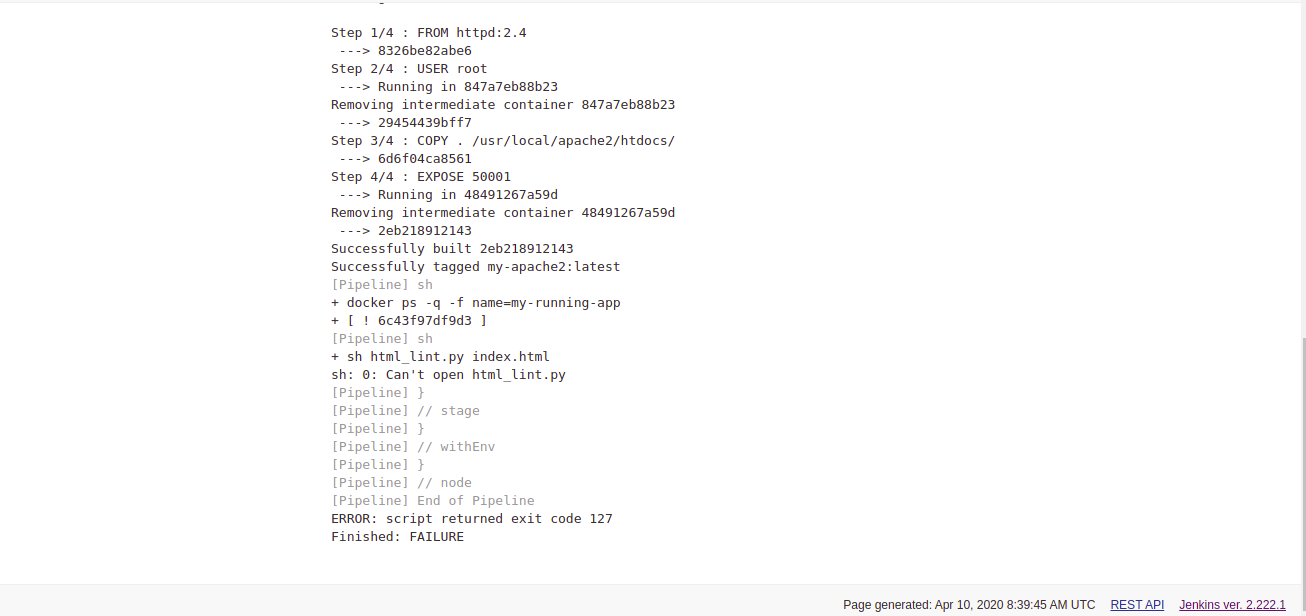 Step 1/4 : FROM httpd:2.4
 ---> 8326be82abe6
Step 2/4 : USER root
 ---> Running in 847a7eb88b23
Removing intermediate container 847a7eb88b23
 ---> 29454439bff7
Step 3/4 : COPY . /usr/local/apache2/htdocs/
 ---> 6d6f04ca8561
Step 4/4 : EXPOSE 50001
 ---> Running in 48491267a59d
Removing intermediate container 48491267a59d
 ---> 2eb218912143
Successfully built 2eb218912143
Successfully tagged my-apache2:latest
[Pipeline] sh
+ docker ps -q -f name=my-running-app
+ [ ! 6c43f97df9d3 ]
[Pipeline] sh
+ sh html_lint.py index.html
sh: 0: Can't open html_lint.py
[Pipeline] }
[Pipeline] // stage
[Pipeline] }
[Pipeline] // withEnv
[Pipeline] }
[Pipeline] // node
[Pipeline] End of Pipeline
ERROR: script returned exit code 127
Finished: FAILURE
Page generated: Apr 10, 2020 8:39:45 AM UTC REST API Jenkins ver. 2.222.1